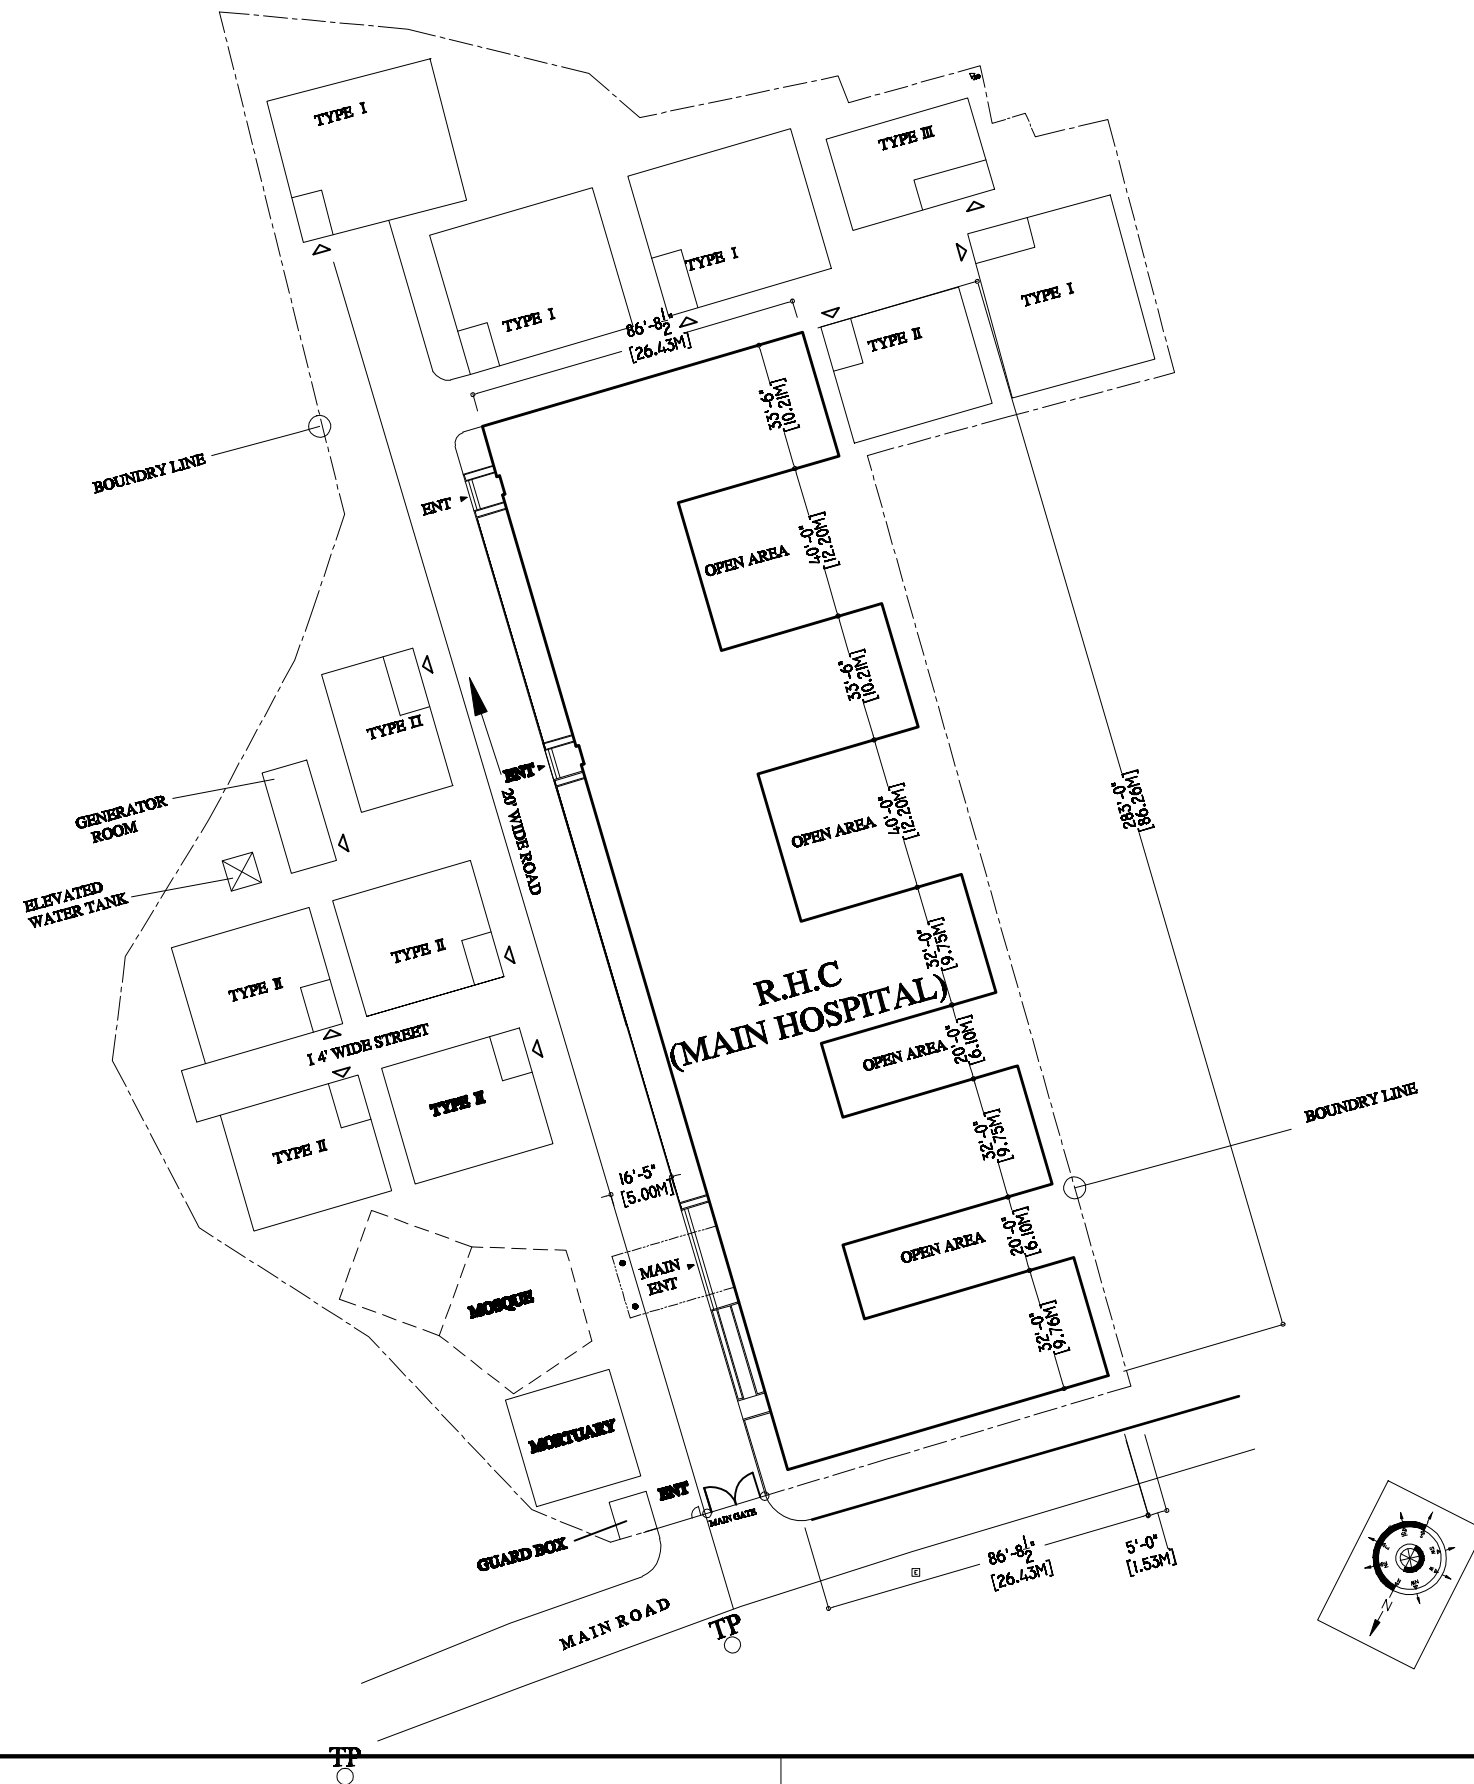 TYPE I
TYPE III
TYPE I
TYPE I
TYPE I
86'-8½"
[26.43M]
TYPE II
33'-6"
[10.21M]
BOUNDRY LINE
ENT
OPEN AREA
40'-0"
[12.20M]
33'-6"
[10.21M]
TYPE II
ENT
20' WIDE ROAD
GENERATOR
ROOM
OPEN AREA
40'-0"
[12.20M]
283'-0"
[86.26M]
ELEVATED
WATER TANK
TYPE II
TYPE II
32'-0"
[9.75M]
R.H.C
(MAIN HOSPITAL)
1 4' WIDE STREET
OPEN AREA
20'-0"
[6.10M]
TYPE II
TYPE II
32'-0"
[9.75M]
BOUNDRY LINE
16'-5"
[5.00M]
MAIN
ENT
OPEN AREA
20'-0"
[6.10M]
MOSQUE
32'-0"
[9.76M]
MORTUARY
ENT
MAIN GATE
GUARD BOX
86'-8½"
[26.43M]
5'-0"
[1.53M]
E
MAIN ROAD
TP
N
TP